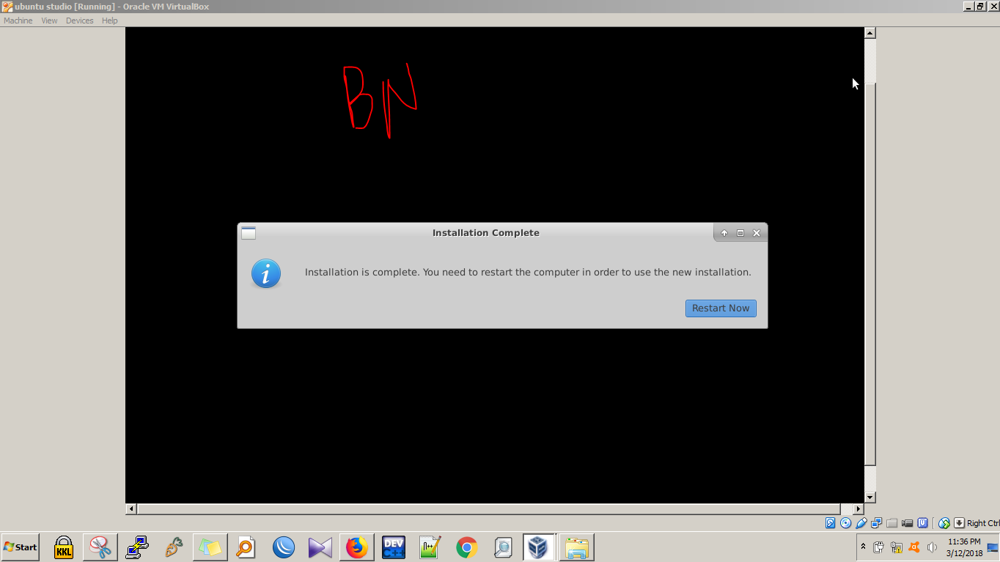 ubuntu studio [Running] - Oracle VM VirtualBox
Machine View Devices Help
BN
Installation Complete
Installation is complete. You need to restart the computer in order to use the new installation.
Restart Now
Right Ctrl
Start
KKL
DEV
C++
11:36 PM
3/12/2018